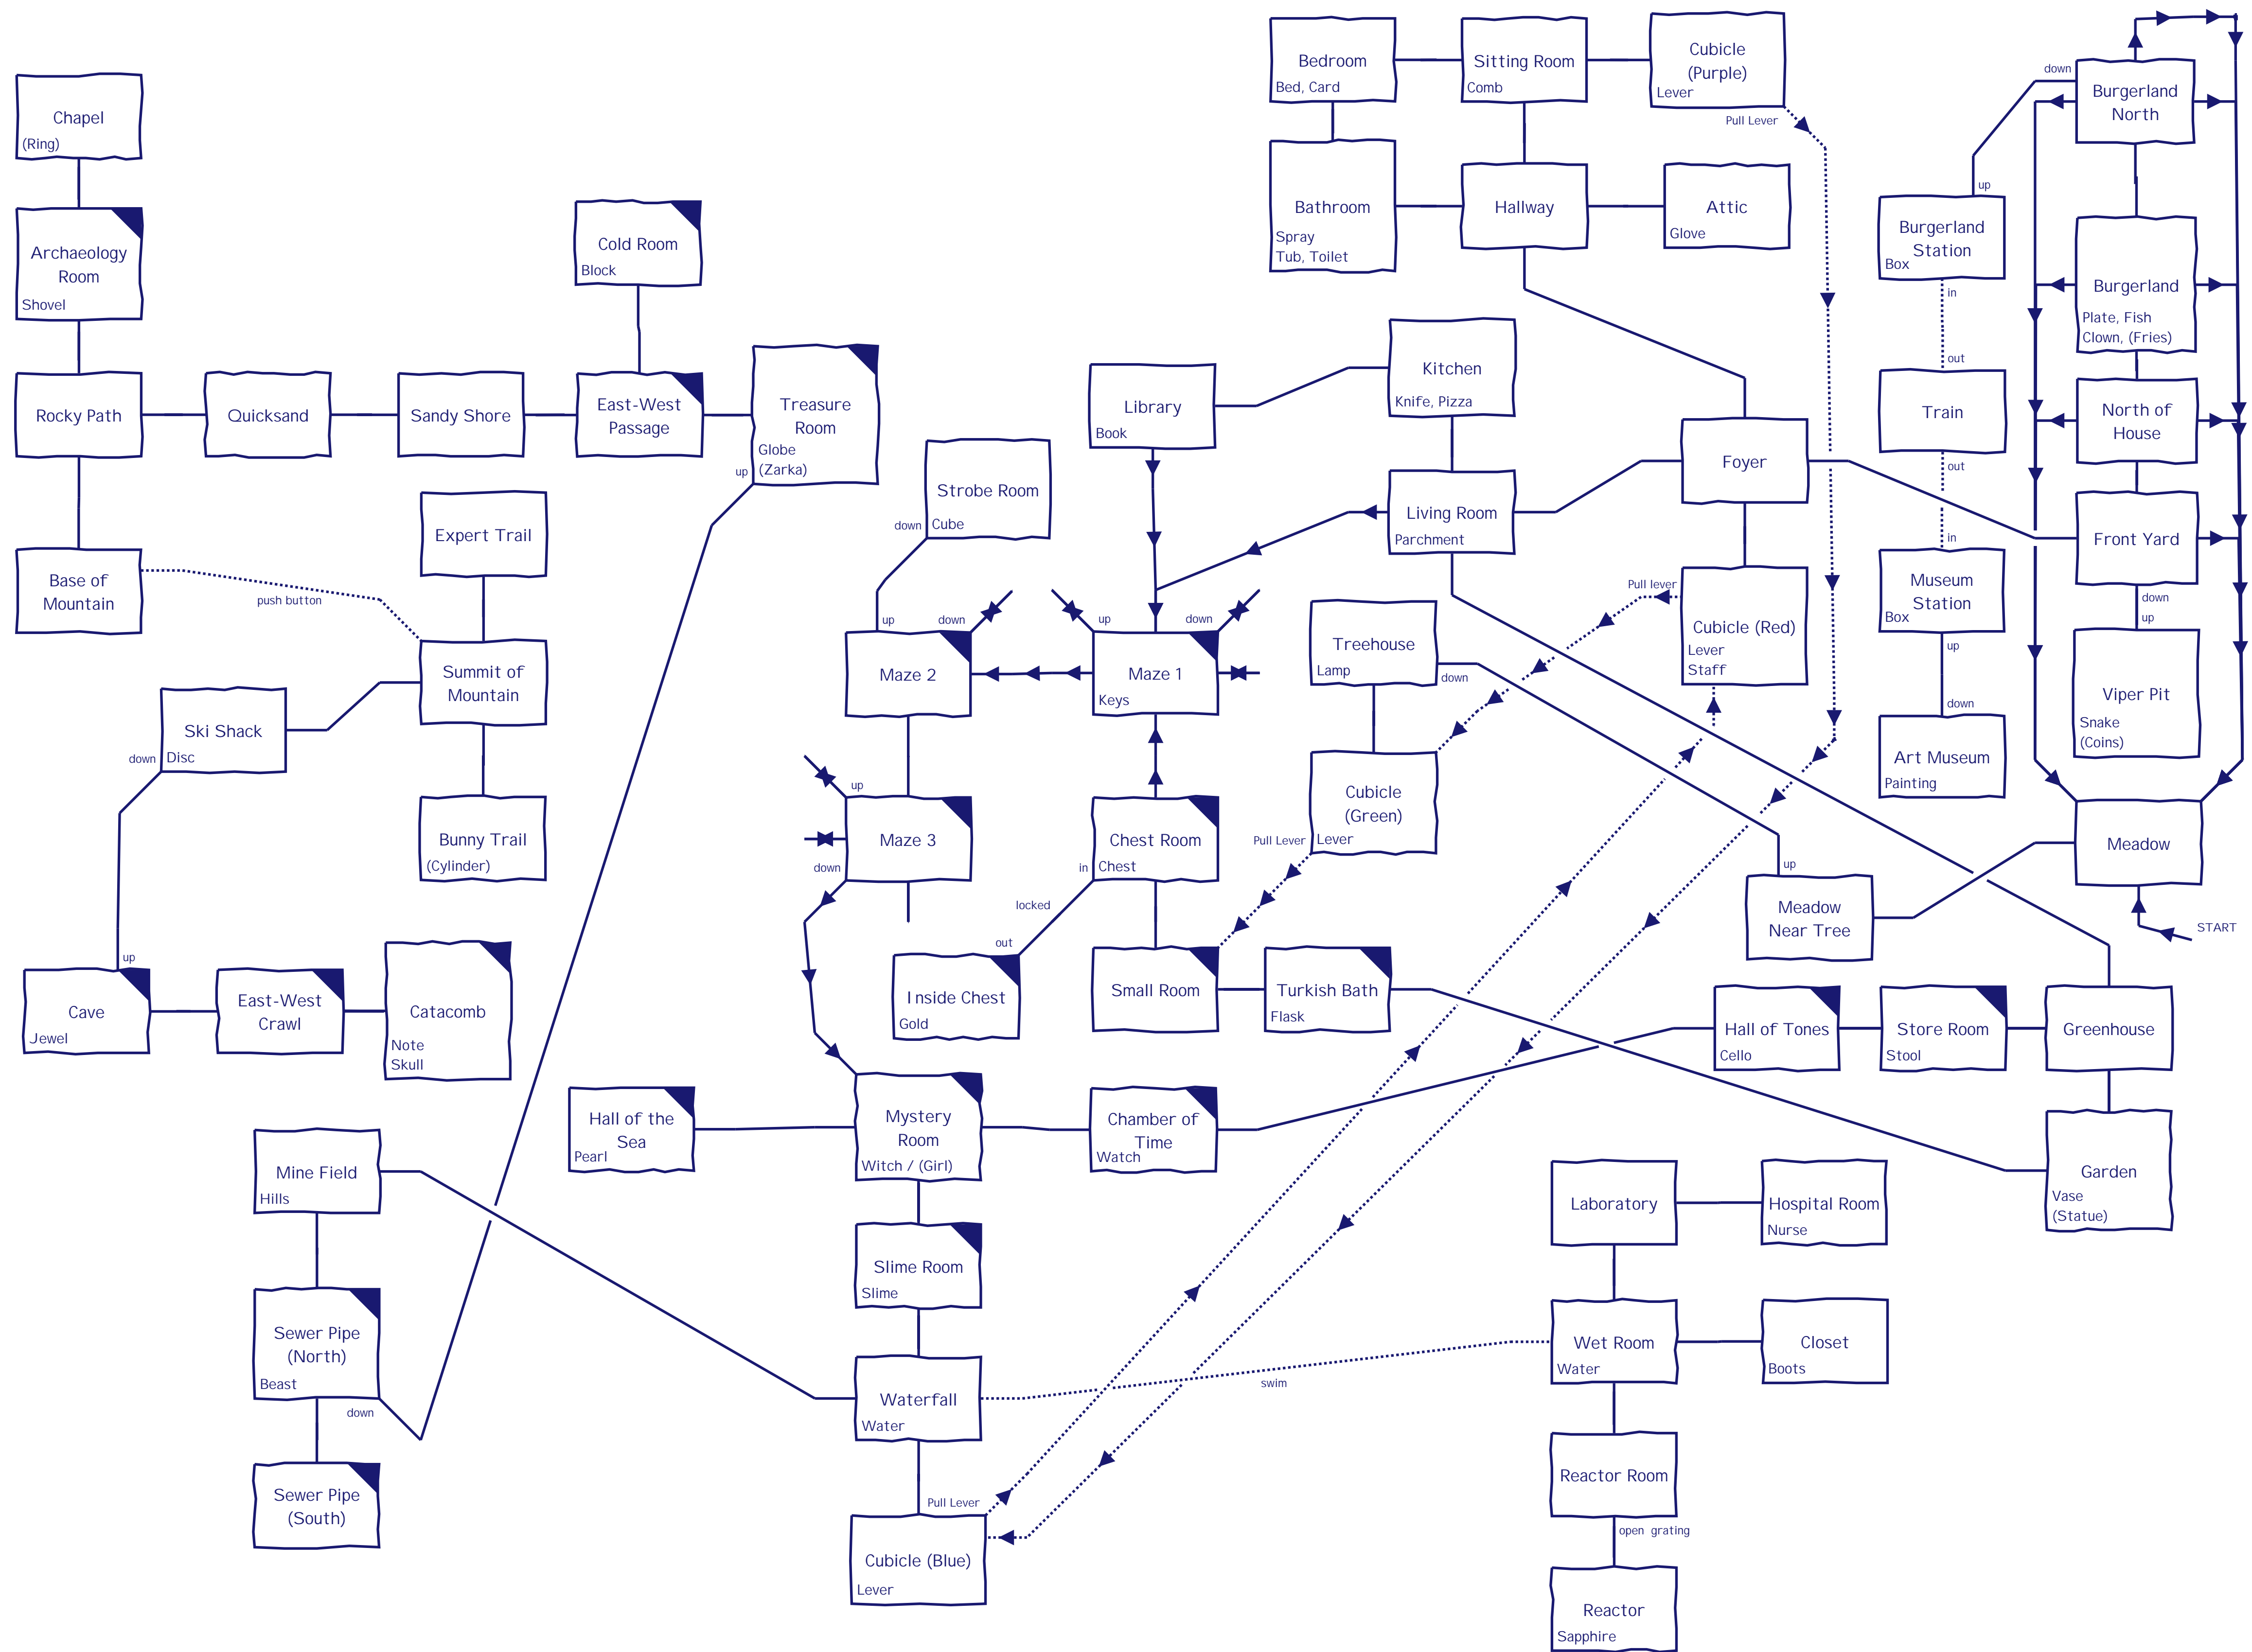 Bedroom
Bed, Card
Sitting Room
Comb
Cubicle
(Purple)
Lever
Pull Lever
down
Burgerland
North
Chapel
(Ring)
Archaeology
Room
Shovel
Cold Room
Block
Bathroom
Spray
Tub, Toilet
Hallway
Attic
Glove
up
Burgerland
Station
Box
in
Burgerland
Plate, Fish
Clown, (Fries)
Rocky Path
Quicksand
Sandy Shore
East-West
Passage
Treasure
Room
Globe
(Zarka)
up
Library
Book
Kitchen
Knife, Pizza
out
Train
out
North of
House
Foyer
Strobe Room
Cube
down
Living Room
Parchment
Expert Trail
in
Front Yard
down
up
Base of
Mountain
push button
Museum
Station
Box
up
Pull lever
Cubicle (Red)
Lever
Staff
up
down
up
down
Maze 2
Maze 1
Keys
Treehouse
Lamp
down
Summit of
Mountain
Viper Pit
Snake
(Coins)
down
Art Museum
Painting
Ski Shack
Disc
down
Bunny Trail
(Cylinder)
up
Maze 3
down
Chest Room
Chest
in
locked
out
Cubicle
(Green)
Lever
Pull Lever
Meadow
up
Meadow
Near Tree
START
up
Cave
Jewel
East-West
Crawl
Catacomb
Note
Skull
Inside Chest
Gold
Small Room
Turkish Bath
Flask
Hall of Tones
Cello
Store Room
Stool
Greenhouse
Hall of the
Sea
Pearl
Mystery
Room
Witch / (Girl)
Chamber of
Time
Watch
Mine Field
Hills
Laboratory
Hospital Room
Nurse
Garden
Vase
(Statue)
Slime Room
Slime
Sewer Pipe
(North)
Beast
down
Wet Room
Water
Closet
Boots
swim
Waterfall
Water
Sewer Pipe
(South)
Reactor Room
open grating
Pull Lever
Cubicle (Blue)
Lever
Reactor
Sapphire